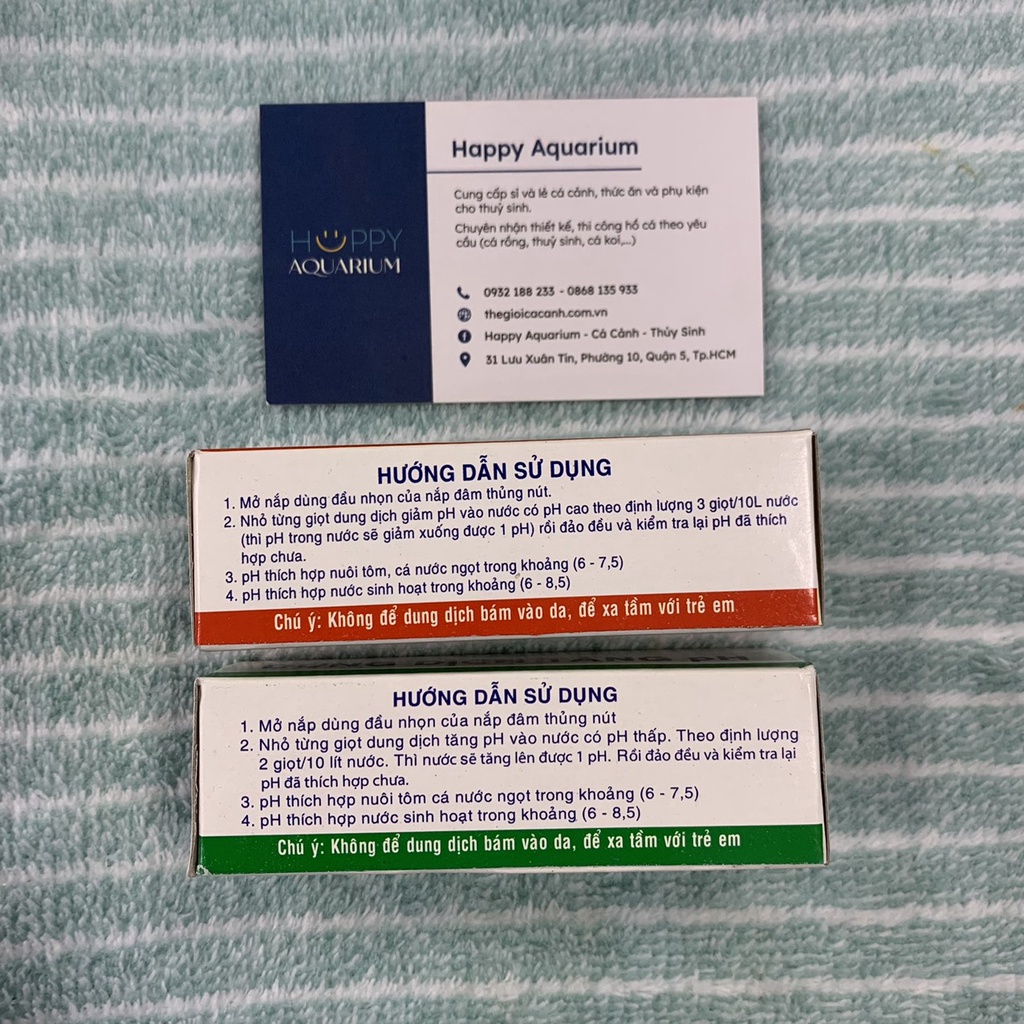 HAPPY
AQUARIUM
Happy Aquarium
Cung cấp sỉ và lẻ cá cảnh, thức ăn và phụ kiện
cho thuỷ sinh.
Chuyên nhận thiết kế, thi công hồ cá theo yêu
cầu (cá rồng, thuỷ sinh, cá koi,...)
0932 188 233 - 0868 135 933
thegioicacanh.com.vn
Happy Aquarium - Cá Cảnh - Thủy Sinh
31 Lưu Xuân Tín, Phường 10, Quận 5, Tp.HCM
HƯỚNG DẪN SỬ DỤNG
1. Mở nắp dùng đầu nhọn của nắp đâm thủng nút.
2. Nhỏ từng giọt dung dịch giảm pH vào nước có pH cao theo định lượng 3 giọt/10L nước
(thì pH trong nước sẽ giảm xuống được 1 pH) rồi đảo đều và kiểm tra lại pH đã thích
hợp chưa.
3. pH thích hợp nuôi tôm, cá nước ngọt trong khoảng (6 - 7,5)
4. pH thích hợp nước sinh hoạt trong khoảng (6 - 8,5)
Chú ý: Không để dung dịch bám vào da, để xa tầm với trẻ em
HƯỚNG DẪN SỬ DỤNG
1. Mở nắp dùng đầu nhọn của nắp đâm thủng nút
2. Nhỏ từng giọt dung dịch tăng pH vào nước có pH thấp. Theo định lượng
2 giọt/10 lít nước. Thì nước sẽ tăng lên được 1 pH. Rồi đảo đều và kiểm tra lại
pH đã thích hợp chưa.
3. pH thích hợp nuôi tôm cá nước ngọt trong khoảng (6 - 7,5)
4. pH thích hợp nước sinh hoạt trong khoảng (6 - 8,5)
Chú ý: Không để dung dịch bám vào da, để xa tầm với trẻ em